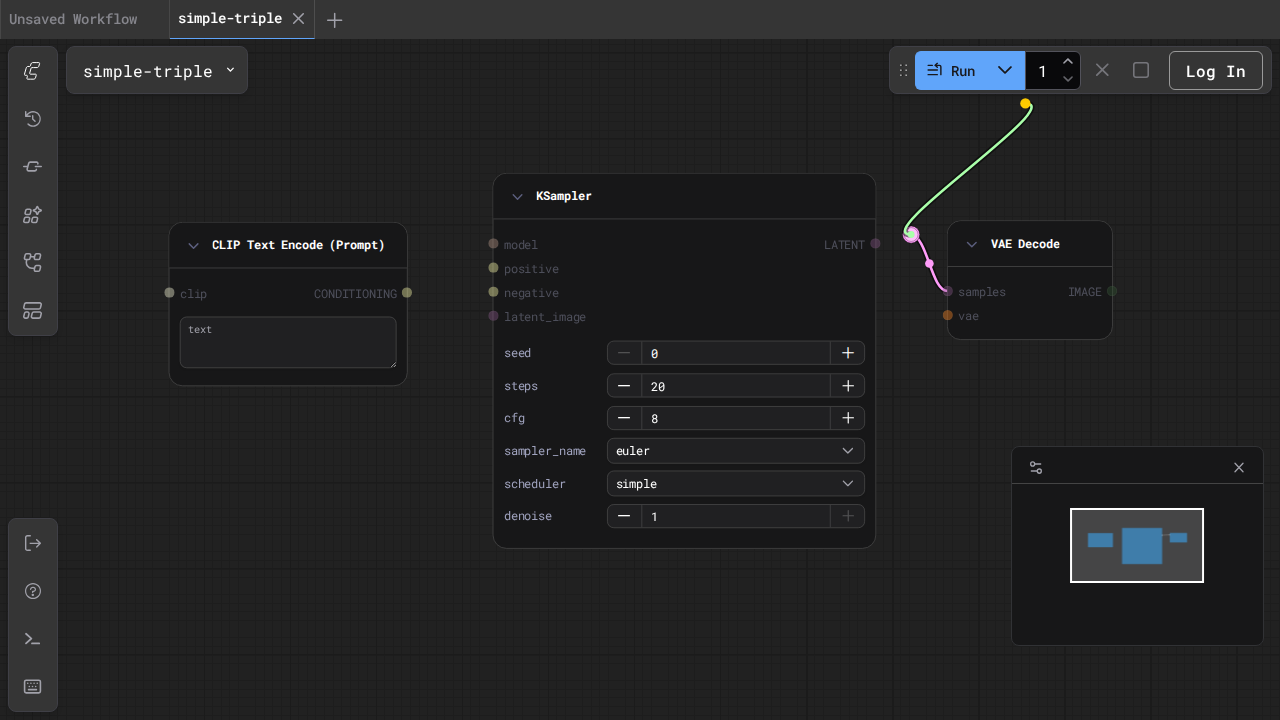 Unsaved Workflow
simple-triple
simple-triple
Run
1
Log In
CLIP Text Encode (Prompt)
clip
CONDITIONING
text
KSampler
model
LATENT
positive
negative
latent_image
seed
0
steps
20
cfg
8
sampler_name
euler
scheduler
simple
denoise
1
VAE Decode
samples
IMAGE
vae